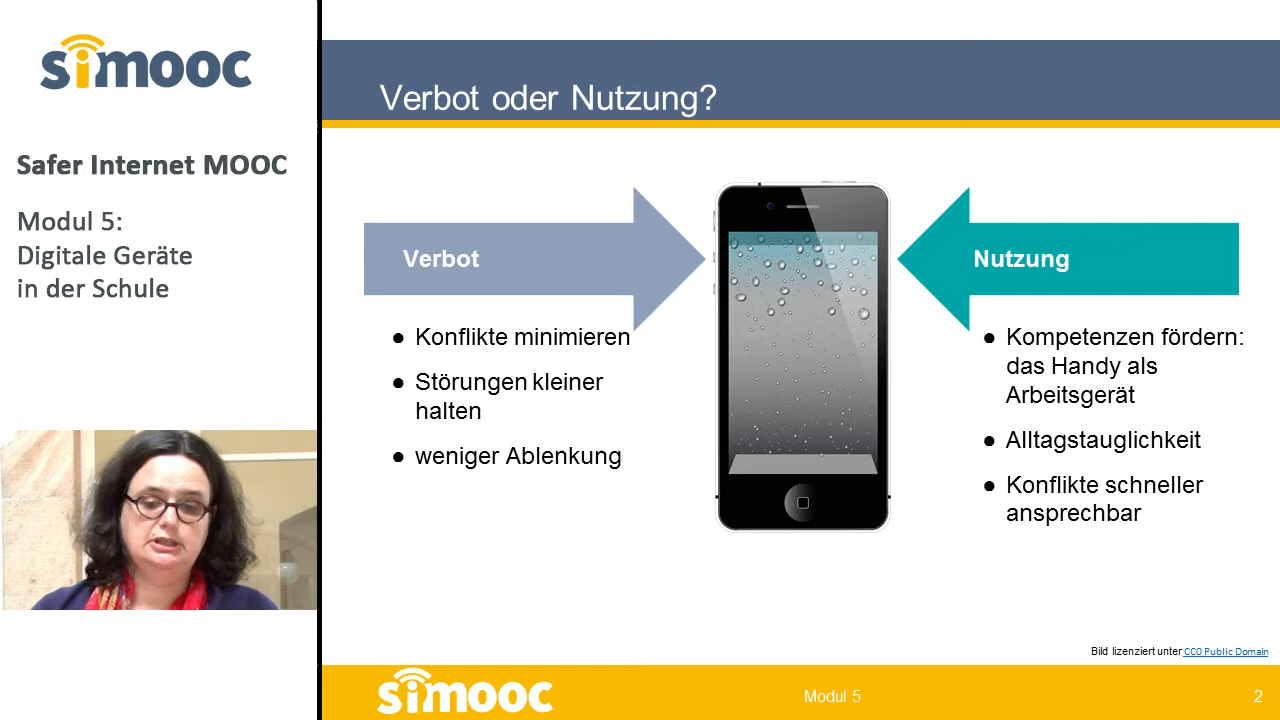 simooc
Safer Internet MOOC
Modul 5:
Digitale Geräte
in der Schule
Verbot oder Nutzung?
Verbot
● Konflikte minimieren
● Störungen kleiner
halten
● weniger Ablenkung
Nutzung
● Kompetenzen fördern:
das Handy als
Arbeitsgerät
● Alltagstauglichkeit
● Konflikte schneller
ansprechbar
Bild lizenziert unter CC0 Public Domain
simooc
Modul 5
2